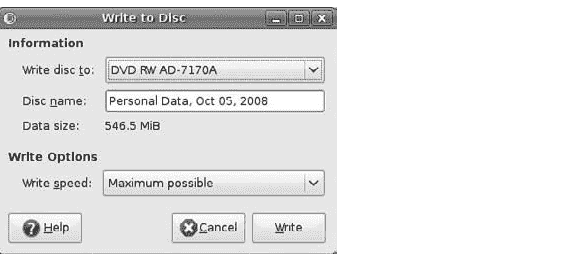 Write to Disc
Information
Write disc to: DVD RW AD-7170A
Disc name: Personal Data, Oct 05, 2008
Data size: 546.5 MiB
Write Options
Write speed: Maximum possible
Help Cancel Write